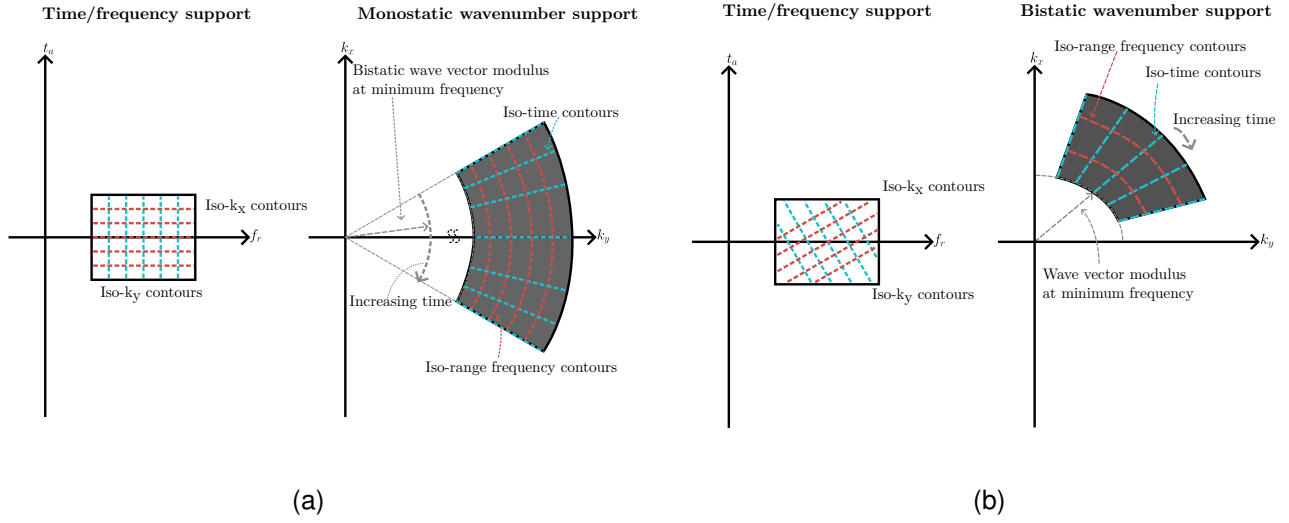 Time/frequency support
Monostatic wavenumber support
t_a
k_x
Bistatic wave vector modulus
at minimum frequency
Iso-time contours
Iso-k_x contours
f_r
k_y
Iso-k_y contours
Increasing time
Iso-range frequency contours
(a)
Time/frequency support
Bistatic wavenumber support
t_a
k_x
Iso-range frequency contours
Iso-time contours
Increasing time
Iso-k_x contours
f_r
k_y
Iso-k_y contours
Wave vector modulus
at minimum frequency
(b)